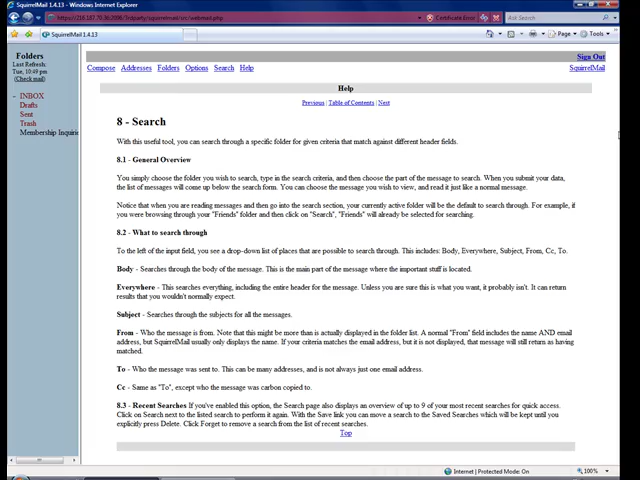 SquirrelMail 1.4.13 - Windows Internet Explorer
https://216.187.70.36:2096/3rdparty/squirrelmail/src/webmail.php
Certificate Error
Ask Search
SquirrelMail 1.4.13
Page
Tools
Folders
Last Refresh:
Tue, 10:49 pm
(Check mail)
- INBOX
Drafts
Sent
Trash
Membership Inquirie
Sign Out
Compose Addresses Folders Options Search Help
SquirrelMail
Help
Previous | Table of Contents | Next
8 - Search
With this useful tool, you can search through a specific folder for given criteria that match against different header fields.
8.1 - General Overview
You simply choose the folder you wish to search, type in the search criteria, and then choose the part of the message to search. When you submit your data,
the list of messages will come up below the search form. You can choose the message you wish to view, and read it just like a normal message.
Notice that when you are reading messages and then go into the search section, your currently active folder will be the default to search through. For example, if
you were browsing through your "Friends" folder and then click on "Search", "Friends" will already be selected for searching.
8.2 - What to search through
To the left of the input field, you see a drop-down list of places that are possible to search through. This includes: Body, Everywhere, Subject, From, Cc, To.
Body - Searches through the body of the message. This is the main part of the message where the important stuff is located.
Everywhere - This searches everything, including the entire header for the message. Unless you are sure this is what you want, it probably isn't. It can return
results that you wouldn't normally expect.
Subject - Searches through the subjects for all the messages.
From - Who the message is from. Note that this might be more than is actually displayed in the folder list. A normal "From" field includes the name AND email
address, but SquirrelMail usually only displays the name. If your criteria matches the email address, but it is not displayed, that message will still return as having
matched.
To - Who the message was sent to. This can be many addresses, and is not always just one email address.
Cc - Same as "To", except who the message was carbon copied to.
8.3 - Recent Searches If you've enabled this option, the Search page also displays an overview of up to 9 of your most recent searches for quick access.
Click on Search next to the listed search to perform it again. With the Save link you can move a search to the Saved Searches which will be kept until you
explicitly press Delete. Click Forget to remove a search from the list of recent searches.
Top
Internet | Protected Mode: On
100%